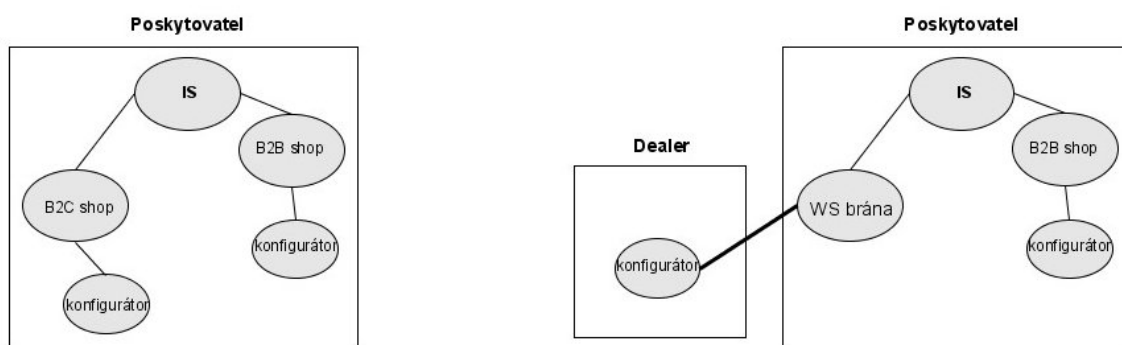 Poskytovatel
IS
B2B shop
B2C shop
konfigurátor
konfigurátor
Poskytovatel
IS
B2B shop
Dealer
WS brána
konfigurátor
konfigurátor